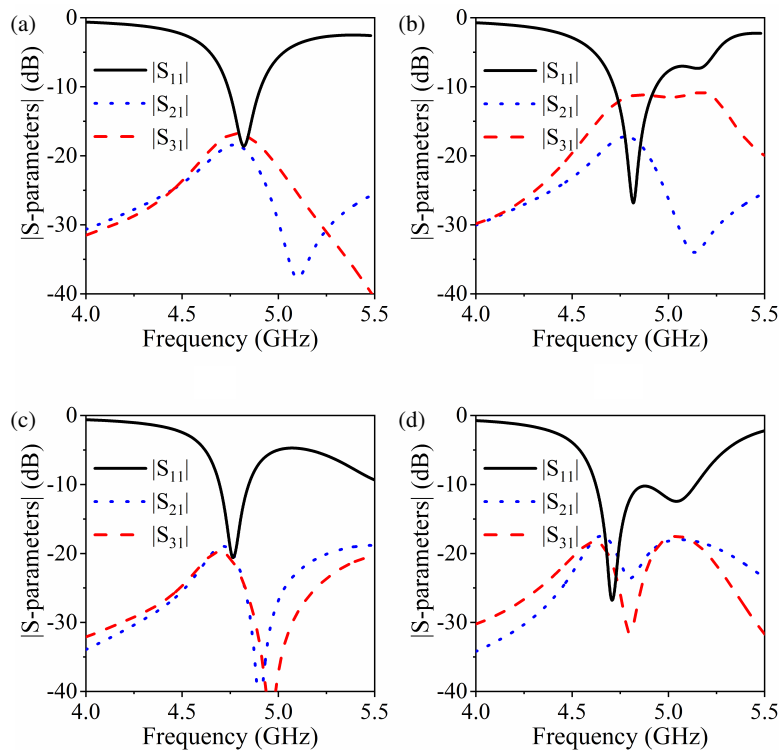 (a)
|S-parameters| (dB)
0
-10
-20
-30
-40
|S11|
|S21|
|S31|
4.0 4.5 5.0 5.5
Frequency (GHz)
(b)
|S-parameters| (dB)
0
-10
-20
-30
-40
|S11|
|S21|
|S31|
4.0 4.5 5.0 5.5
Frequency (GHz)
(c)
|S-parameters| (dB)
0
-10
-20
-30
-40
|S11|
|S21|
|S31|
4.0 4.5 5.0 5.5
Frequency (GHz)
(d)
|S-parameters| (dB)
0
-10
-20
-30
-40
|S11|
|S21|
|S31|
4.0 4.5 5.0 5.5
Frequency (GHz)